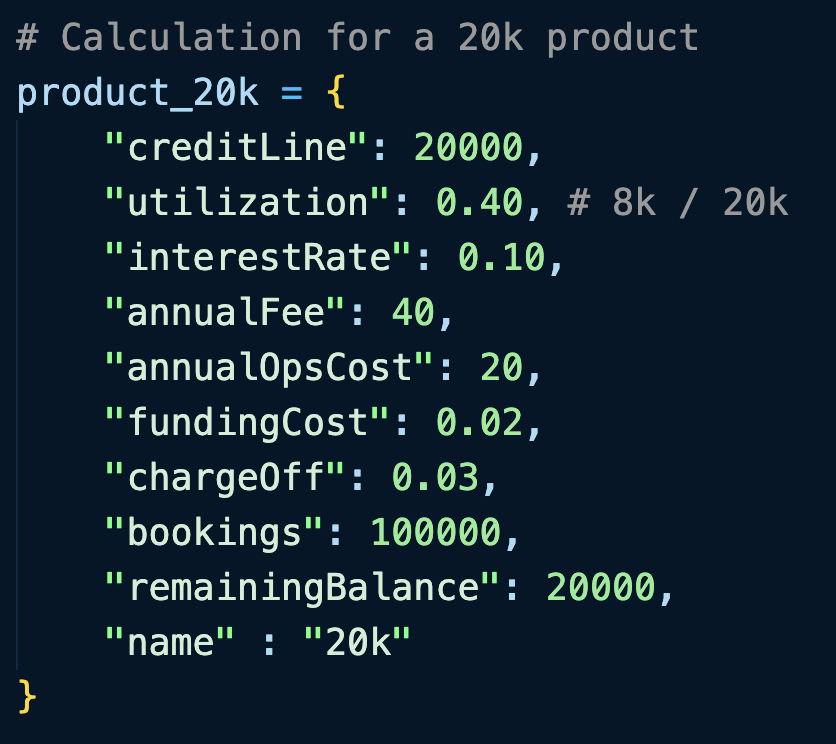 # Calculation for a 20k product
product_20k = {
    "creditLine": 20000,
    "utilization": 0.40, # 8k / 20k
    "interestRate": 0.10,
    "annualFee": 40,
    "annualOpsCost": 20,
    "fundingCost": 0.02,
    "chargeOff": 0.03,
    "bookings": 100000,
    "remainingBalance": 20000,
    "name" : "20k"
}